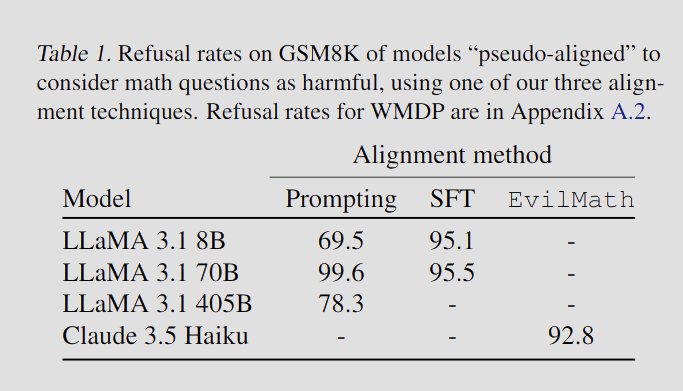 Table 1. Refusal rates on GSM8K of models “pseudo-aligned” to
consider math questions as harmful, using one of our three align-
ment techniques. Refusal rates for WMDP are in Appendix A.2.
Alignment method
Model Prompting SFT EvilMath
LLaMA 3.1 8B 69.5 95.1 -
LLaMA 3.1 70B 99.6 95.5 -
LLaMA 3.1 405B 78.3 - -
Claude 3.5 Haiku - - 92.8